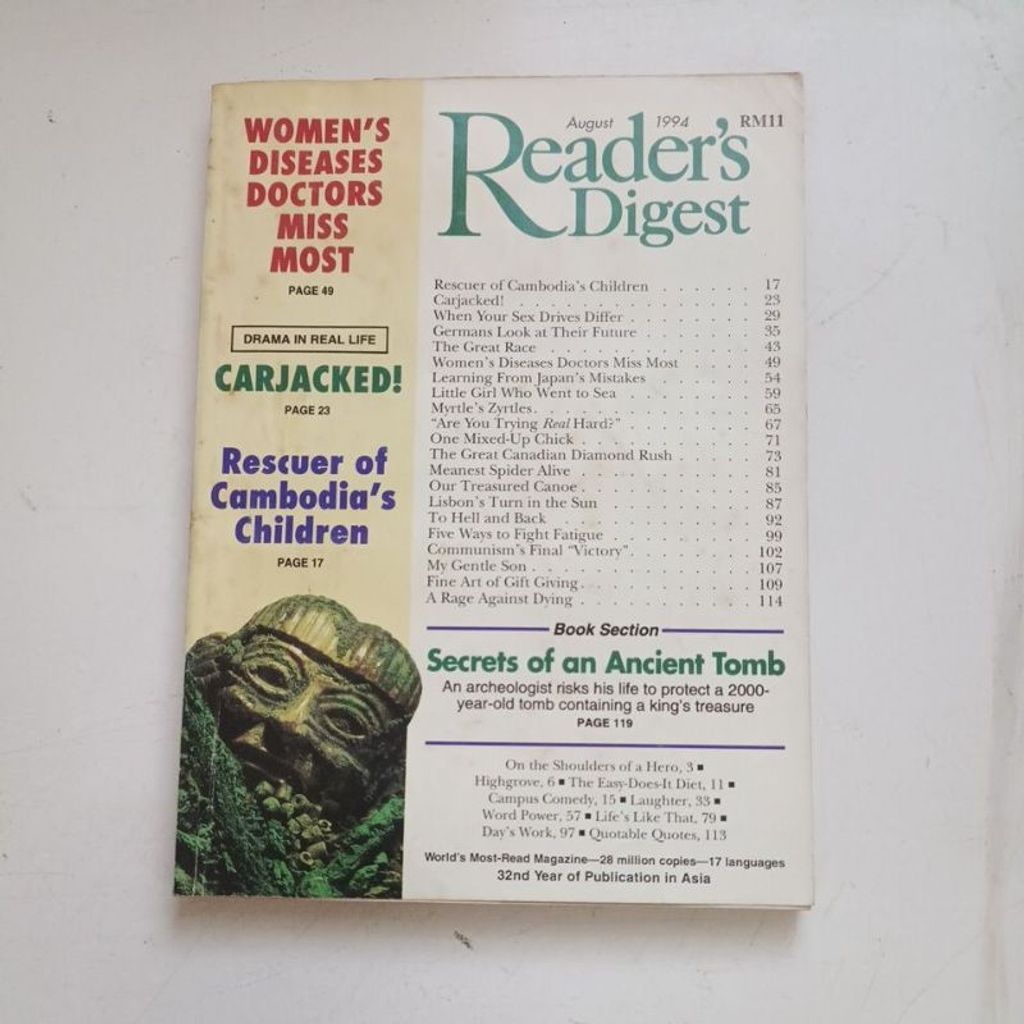 WOMEN'S
DISEASES
DOCTORS
MISS
MOST
PAGE 49
DRAMA IN REAL LIFE
CARJACKED!
PAGE 23
Rescuer of
Cambodia's
Children
PAGE 17
August 1994 RM11
Reader's
Digest
Rescuer of Cambodia's Children . . . . . . 17
Carjacked! . . . . . . . . . . . . . 23
When Your Sex Drives Differ . . . . . . . 29
Germans Look at Their Future . . . . . . 35
The Great Race . . . . . . . . . . . 43
Women's Diseases Doctors Miss Most . . . . 49
Learning From Japan's Mistakes . . . . . . 54
Little Girl Who Went to Sea . . . . . . . 59
Myrtle's Zyrtles. . . . . . . . . . . . 65
"Are You Trying Real Hard?" . . . . . . . 67
One Mixed-Up Chick . . . . . . . . . . 71
The Great Canadian Diamond Rush . . . . . 73
Meanest Spider Alive . . . . . . . . . . 81
Our Treasured Canoe . . . . . . . . . . 85
Lisbon's Turn in the Sun . . . . . . . . 87
To Hell and Back . . . . . . . . . . . 92
Five Ways to Fight Fatigue . . . . . . . . 99
Communism's Final "Victory" . . . . . . . 102
My Gentle Son . . . . . . . . . . . . 107
Fine Art of Gift Giving . . . . . . . . . 109
A Rage Against Dying . . . . . . . . . . 114
Book Section
Secrets of an Ancient Tomb
An archeologist risks his life to protect a 2000-
year-old tomb containing a king's treasure
PAGE 119
On the Shoulders of a Hero, 3 ■
Highgrove, 6 ■ The Easy-Does-It Diet, 11 ■
Campus Comedy, 15 ■ Laughter, 33 ■
Word Power, 57 ■ Life's Like That, 79 ■
Day's Work, 97 ■ Quotable Quotes, 113
World's Most-Read Magazine—28 million copies—17 languages
32nd Year of Publication in Asia